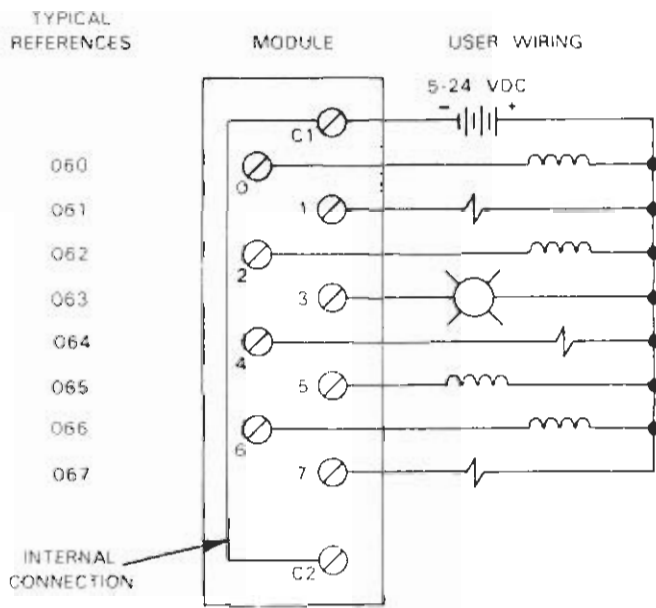 TYPICAL
REFERENCES
MODULE
USER WIRING
5-24 VDC
- +
C1
060
0
061
1
062
2
063
3
064
4
065
5
066
6
067
7
INTERNAL
CONNECTION
C2